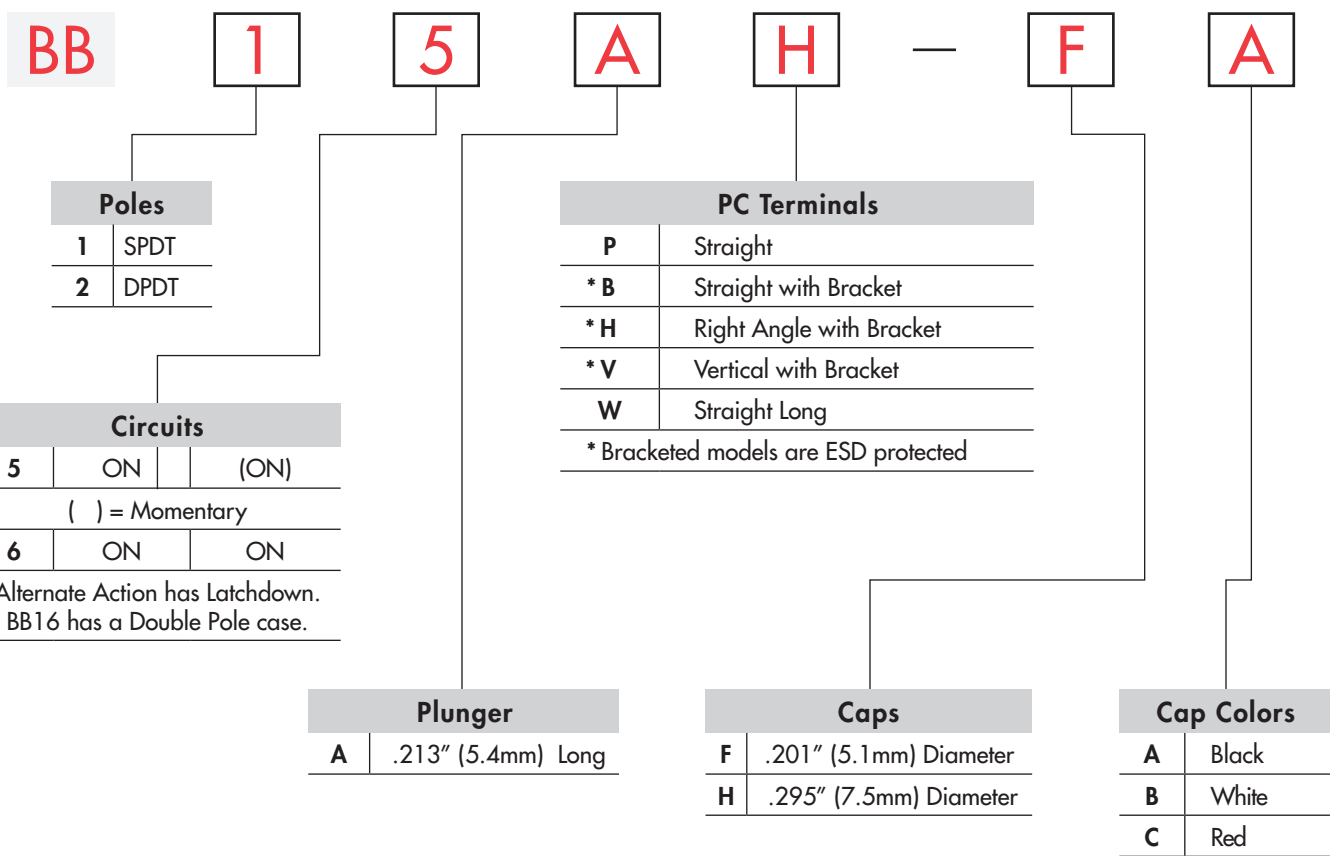 BB 1 5 A H — F A
Poles
1 SPDT
2 DPDT
PC Terminals
P Straight
* B Straight with Bracket
* H Right Angle with Bracket
* V Vertical with Bracket
W Straight Long
* Bracketed models are ESD protected
Circuits
5 ON (ON)
( ) = Momentary
6 ON ON
Alternate Action has Latchdown.
BB16 has a Double Pole case.
Plunger
A .213″ (5.4mm) Long
Caps
F .201″ (5.1mm) Diameter
H .295″ (7.5mm) Diameter
Cap Colors
A Black
B White
C Red